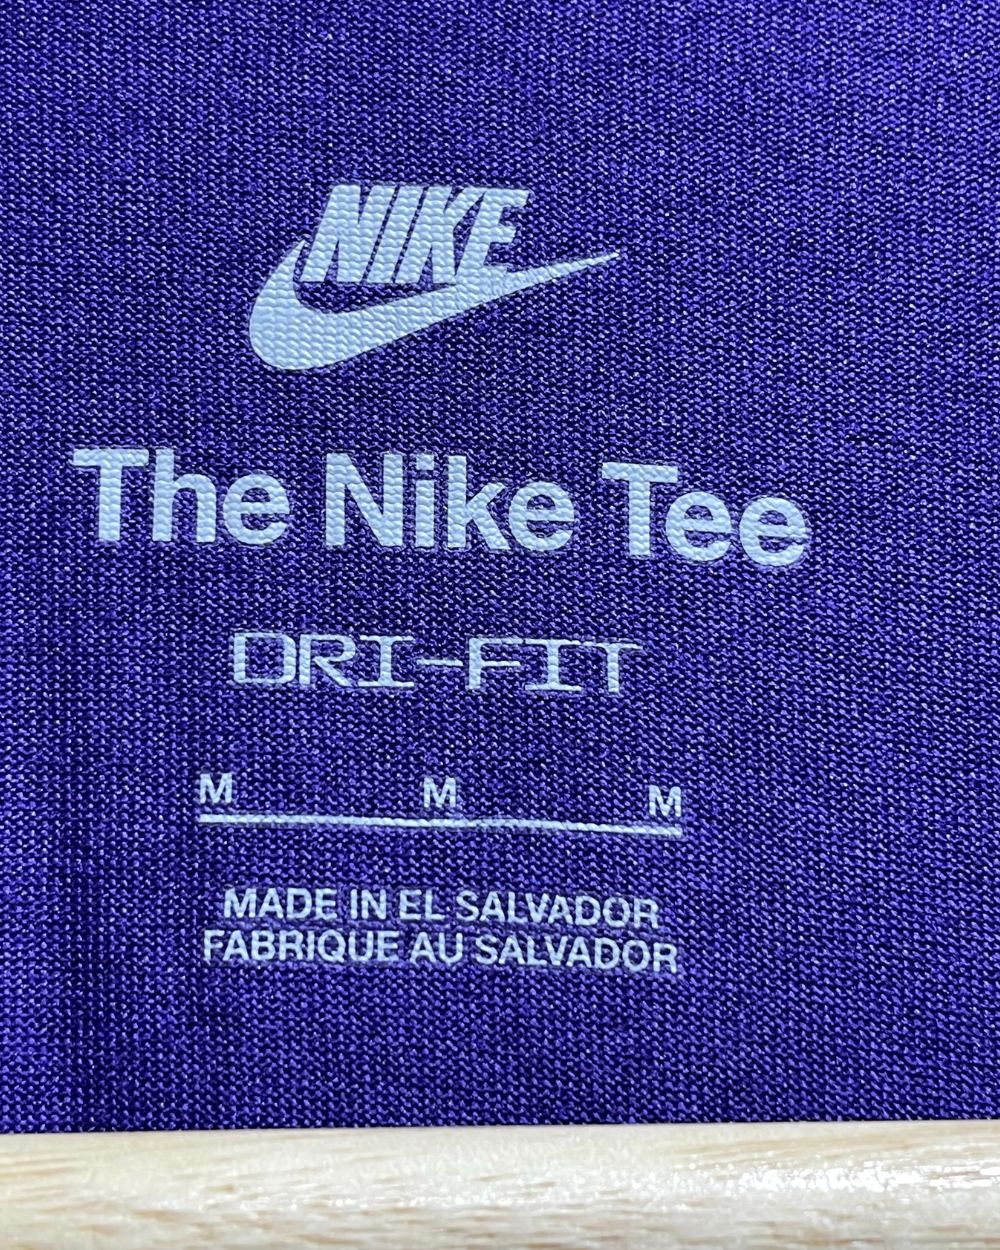 NIKE
The Nike Tee
DRI-FIT
M M M
MADE IN EL SALVADOR
FABRIQUE AU SALVADOR